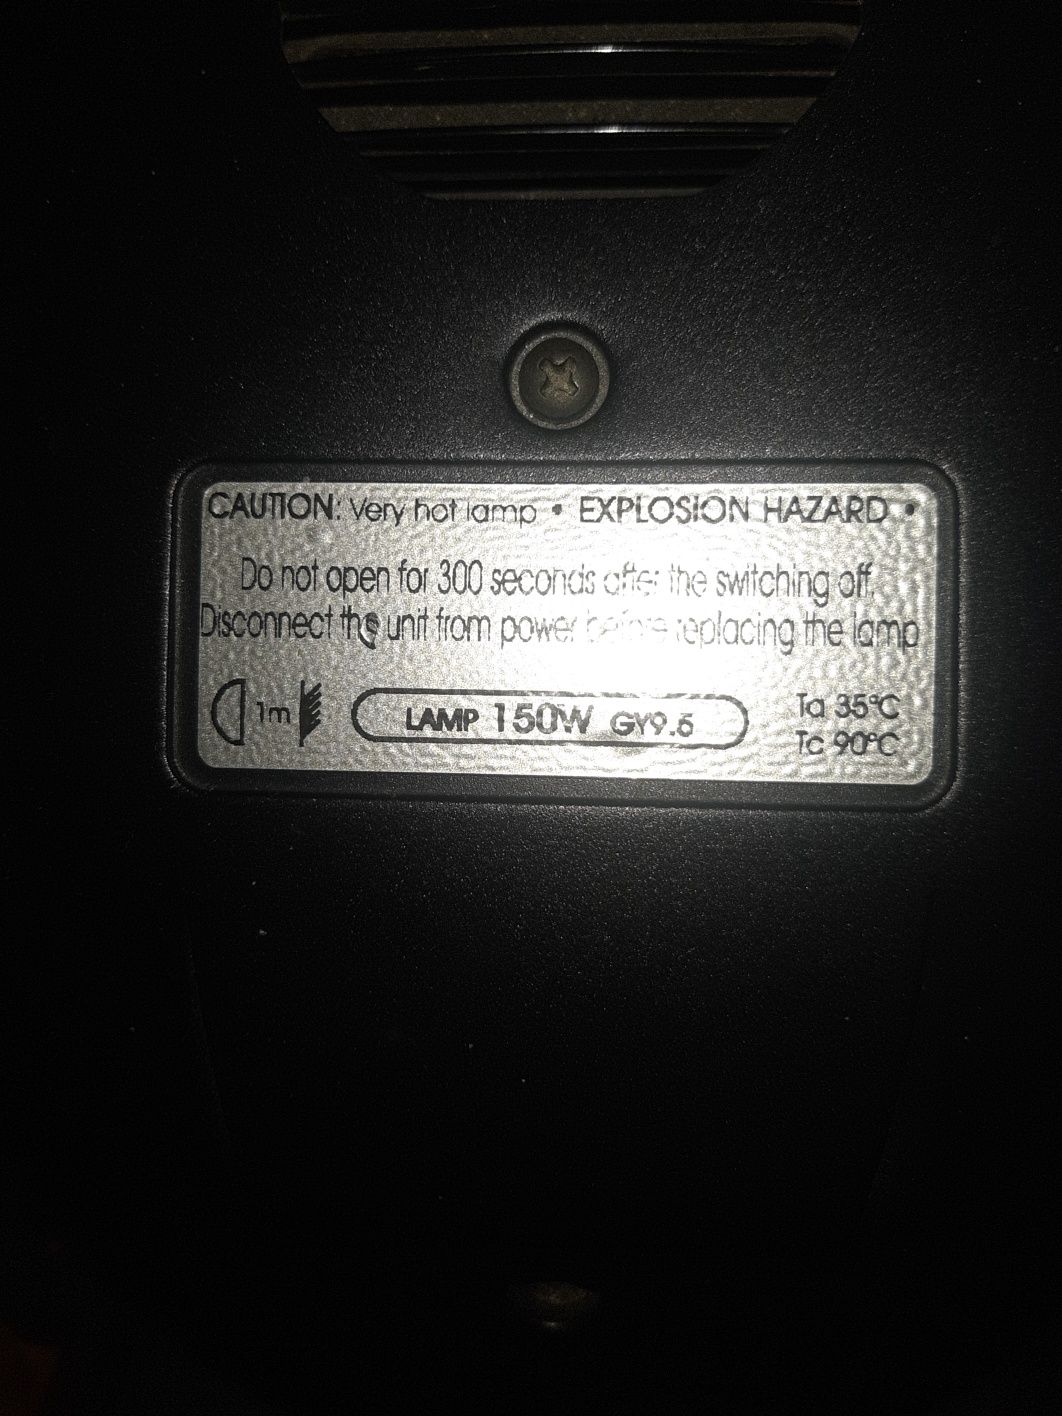 CAUTION: Very hot lamp • EXPLOSION HAZARD •
Do not open for 300 seconds after the switching off.
Disconnect the unit from power before replacing the lamp
1m LAMP 150W GY9.5 Ta 35°C
Tc 90°C